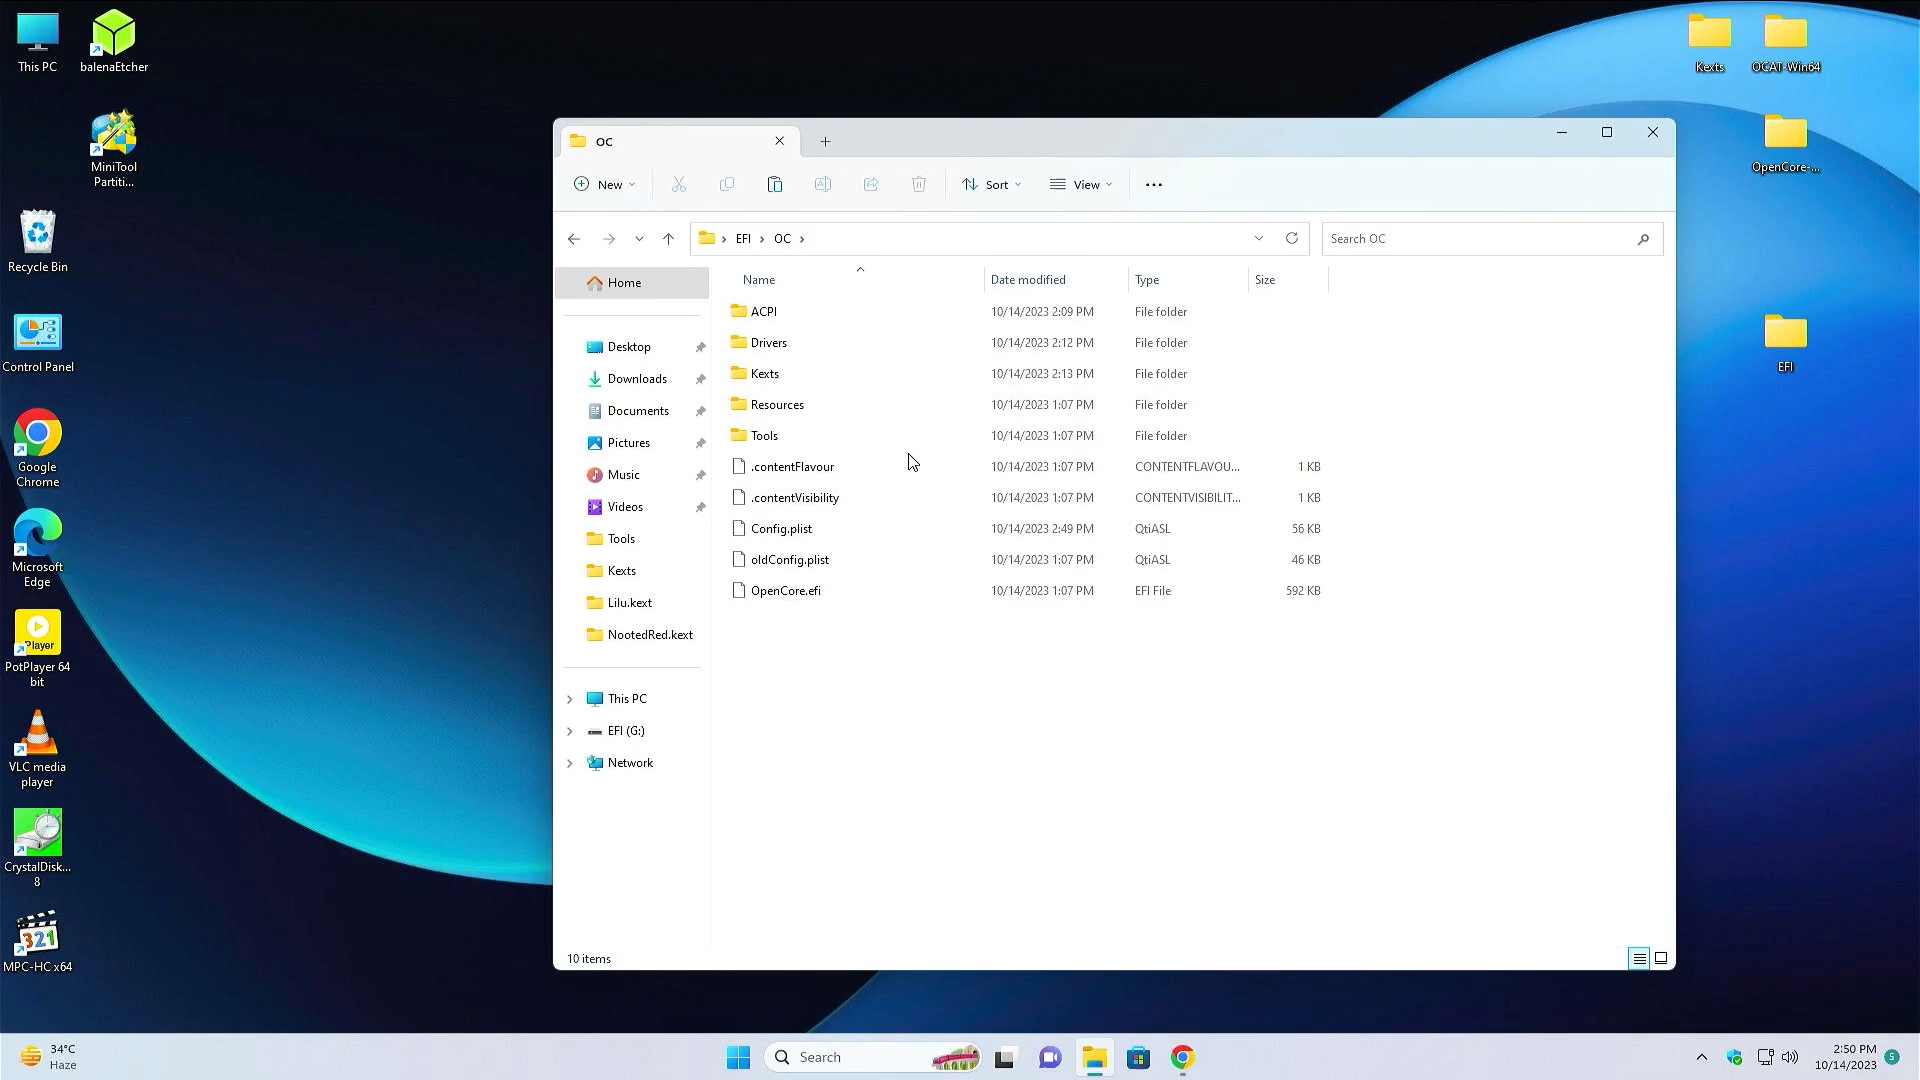 This PC
balenaEtcher
MiniTool
Partiti...
Recycle Bin
Control Panel
Google
Chrome
Microsoft
Edge
Player
PotPlayer 64
bit
VLC media
player
CrystalDisk...
8
321
MPC-HC x64
Kexts
OCAT-Win64
OpenCore-...
EFI
OC
New
Sort
View
EFI
OC
Search OC
Home
Desktop
Downloads
Documents
Pictures
Music
Videos
Tools
Kexts
Lilu.kext
NootedRed.kext
This PC
EFI (G:)
Network
Name Date modified Type Size
ACPI 10/14/2023 2:09 PM File folder
Drivers 10/14/2023 2:12 PM File folder
Kexts 10/14/2023 2:13 PM File folder
Resources 10/14/2023 1:07 PM File folder
Tools 10/14/2023 1:07 PM File folder
.contentFlavour 10/14/2023 1:07 PM CONTENTFLAVOU... 1 KB
.contentVisibility 10/14/2023 1:07 PM CONTENTVISIBILIT... 1 KB
Config.plist 10/14/2023 2:49 PM QtiASL 56 KB
oldConfig.plist 10/14/2023 1:07 PM QtiASL 46 KB
OpenCore.efi 10/14/2023 1:07 PM EFI File 592 KB
10 items
34°C
Haze
Search
2:50 PM
10/14/2023
5